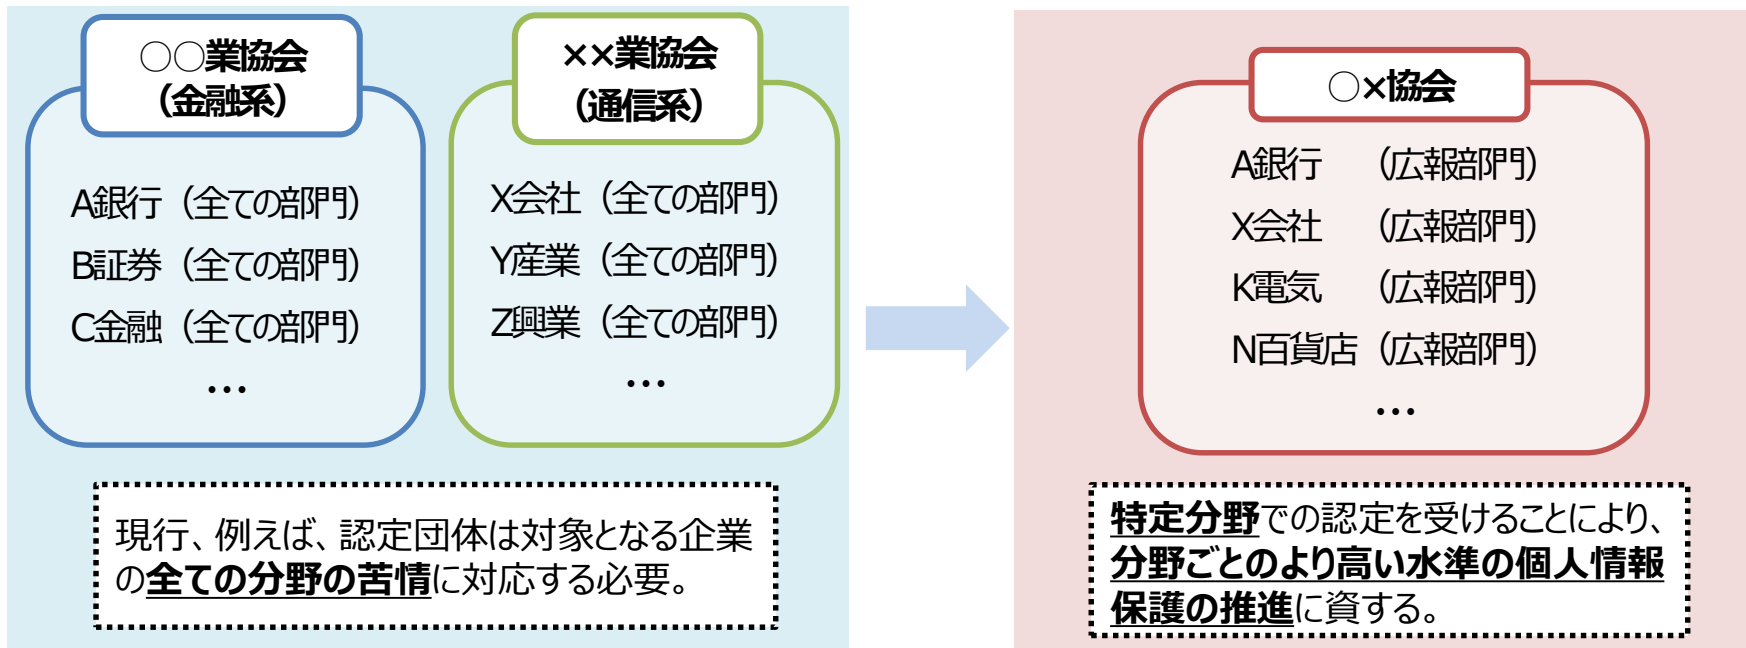 ○○業協会
（金融系）
A銀行（全ての部門）
B証券（全ての部門）
C金融（全ての部門）
…
××業協会
（通信系）
X会社（全ての部門）
Y産業（全ての部門）
Z興業（全ての部門）
…
現行、例えば、認定団体は対象となる企業
の全ての分野の苦情に対応する必要。
○×協会
A銀行　（広報部門）
X会社　（広報部門）
K電気　（広報部門）
N百貨店（広報部門）
…
特定分野での認定を受けることにより、
分野ごとのより高い水準の個人情報
保護の推進に資する。